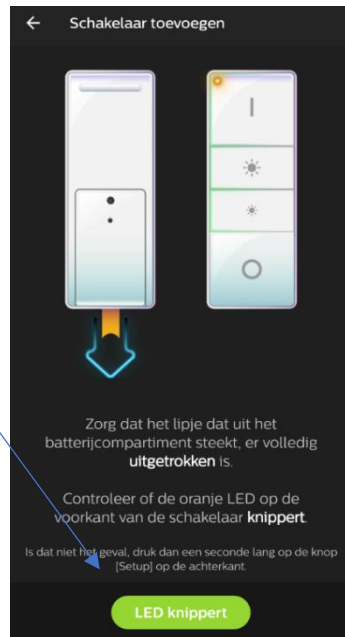 Schakelaar toevoegen
Zorg dat het lipje dat uit het
batterijcompartiment steekt, er volledig
uitgetrokken is.
Controleer of de oranje LED op de
voorkant van de schakelaar knippert.
Is dat niet het geval, druk dan een seconde lang op de knop
[Setup] op de achterkant.
LED knippert